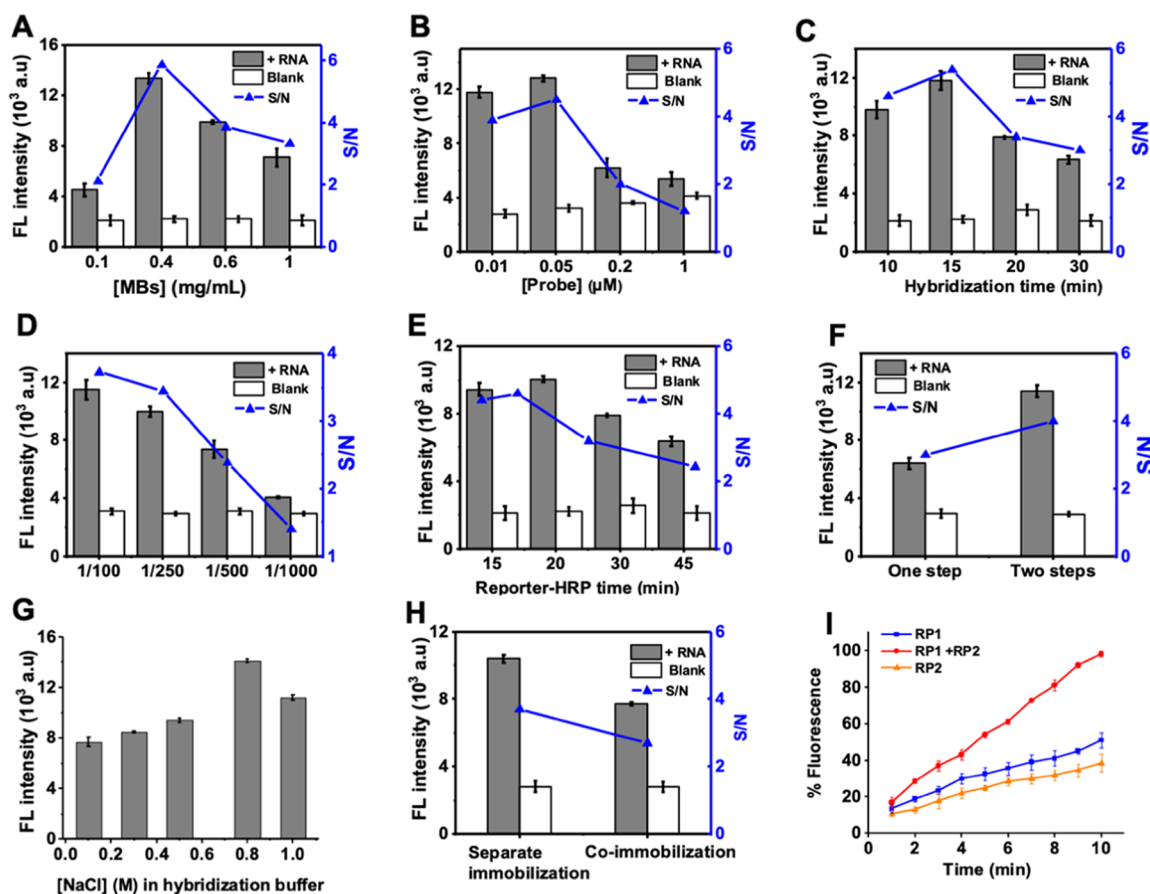 A
FL intensity (10³ a.u)
16
12
8
4
0
+ RNA
Blank
S/N
6
4
2
0
S/N
0.1 0.4 0.6 1
[MBs] (mg/mL)
B
FL intensity (10³ a.u)
15
12
9
6
3
0
+ RNA
Blank
S/N
6
4
2
0
S/N
0.01 0.05 0.2 1
[Probe] (µM)
C
FL intensity (10³ a.u)
12
8
4
0
+ RNA
Blank
S/N
6
4
2
0
S/N
10 15 20 30
Hybridization time (min)
D
FL intensity (10³ a.u)
12
8
4
0
+ RNA
Blank
S/N
4
3
2
1
S/N
1/100 1/250 1/500 1/1000
E
FL intensity (10³ a.u)
12
8
4
0
+ RNA
Blank
S/N
6
4
2
0
S/N
15 20 30 45
Reporter-HRP time (min)
F
FL intensity (10³ a.u)
12
8
4
0
+ RNA
Blank
S/N
6
4
2
0
S/N
One step Two steps
G
FL intensity (10³ a.u)
16
12
8
4
0
0.0 0.2 0.4 0.6 0.8 1.0
[NaCl] (M) in hybridization buffer
H
FL intensity (10³ a.u)
12
9
6
3
0
+ RNA
Blank
S/N
6
4
2
0
S/N
Separate Co-immobilization
immobilization
I
% Fluorescence
100
80
60
40
20
0
RP1
RP1 +RP2
RP2
2 4 6 8 10
Time (min)